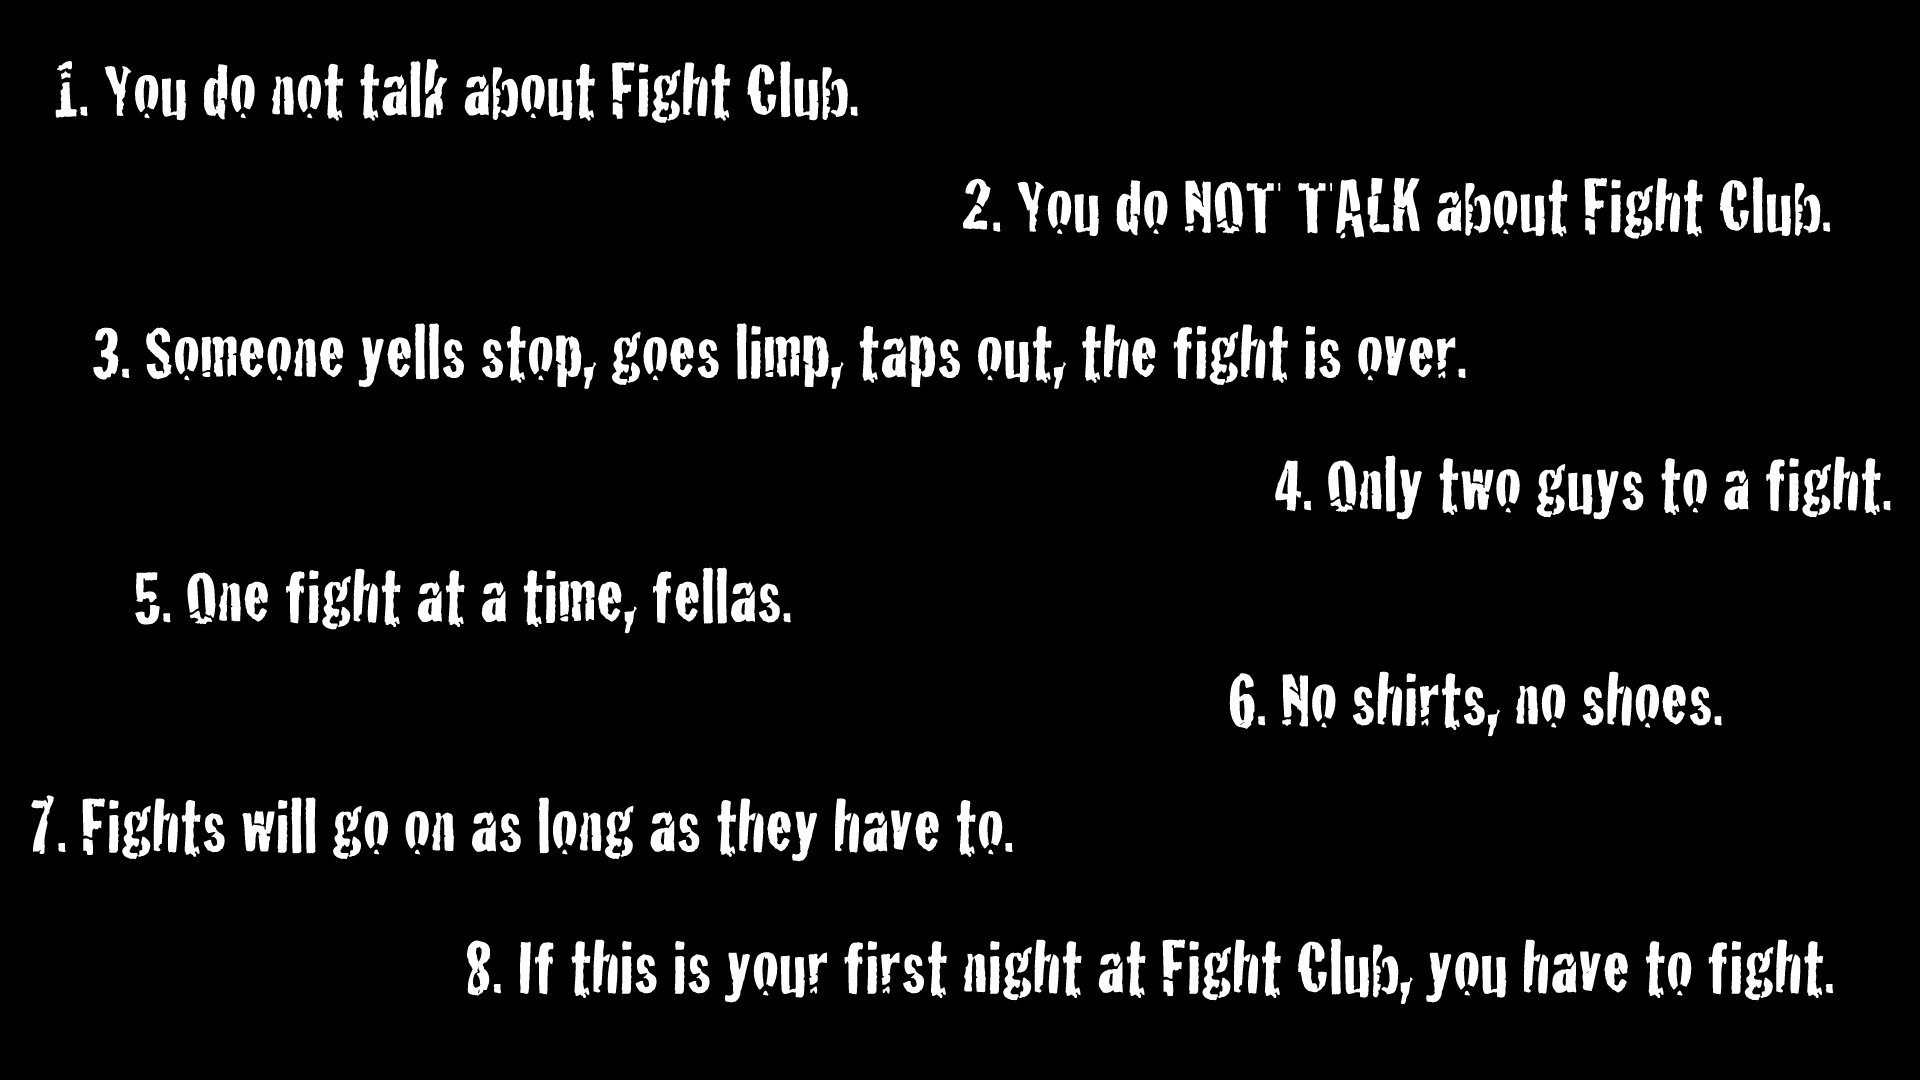 1. You do not talk about Fight Club.
2. You do NOT TALK about Fight Club.
3. Someone yells stop, goes limp, taps out, the fight is over.
4. Only two guys to a fight.
5. One fight at a time, fellas.
6. No shirts, no shoes.
7. Fights will go on as long as they have to.
8. If this is your first night at Fight Club, you have to fight.